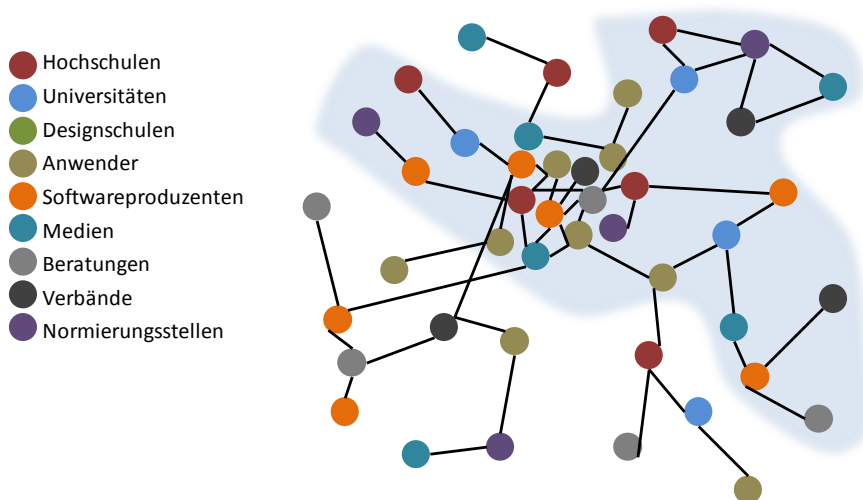 Hochschulen
Universitäten
Designschulen
Anwender
Softwareproduzenten
Medien
Beratungen
Verbände
Normierungsstellen